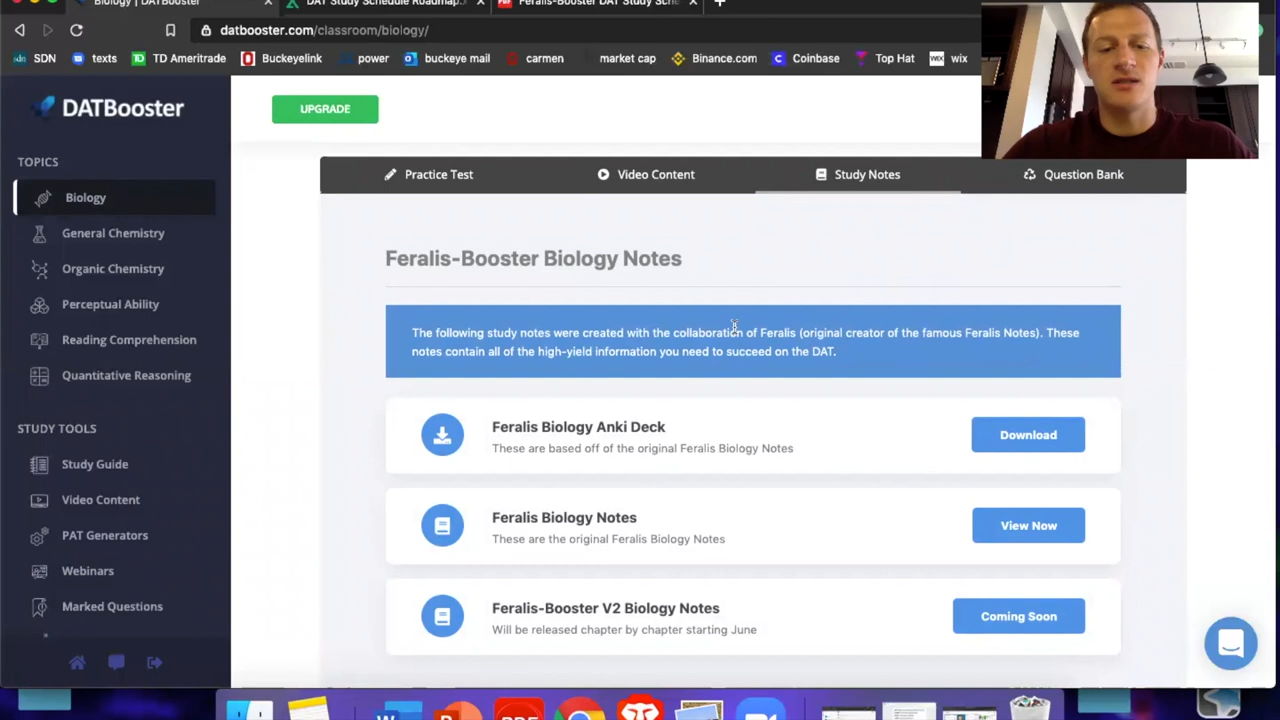 Biology | DATBooster
DAT Study Schedule Roadmap.
PDF
Feralis-Booster DAT Study Sche
datbooster.com/classroom/biology/
sdn SDN
texts
TD Ameritrade
Buckeyelink
power
buckeye mail
carmen
market cap
Binance.com
Coinbase
Top Hat
WiX wix
DATBooster
UPGRADE
TOPICS
Biology
General Chemistry
Organic Chemistry
Perceptual Ability
Reading Comprehension
Quantitative Reasoning
STUDY TOOLS
Study Guide
Video Content
PAT Generators
Webinars
Marked Questions
Practice Test
Video Content
Study Notes
Question Bank
Feralis-Booster Biology Notes
The following study notes were created with the collaboration of Feralis (original creator of the famous Feralis Notes). These
notes contain all of the high-yield information you need to succeed on the DAT.
Feralis Biology Anki Deck
These are based off of the original Feralis Biology Notes
Download
Feralis Biology Notes
These are the original Feralis Biology Notes
View Now
Feralis-Booster V2 Biology Notes
Will be released chapter by chapter starting June
Coming Soon